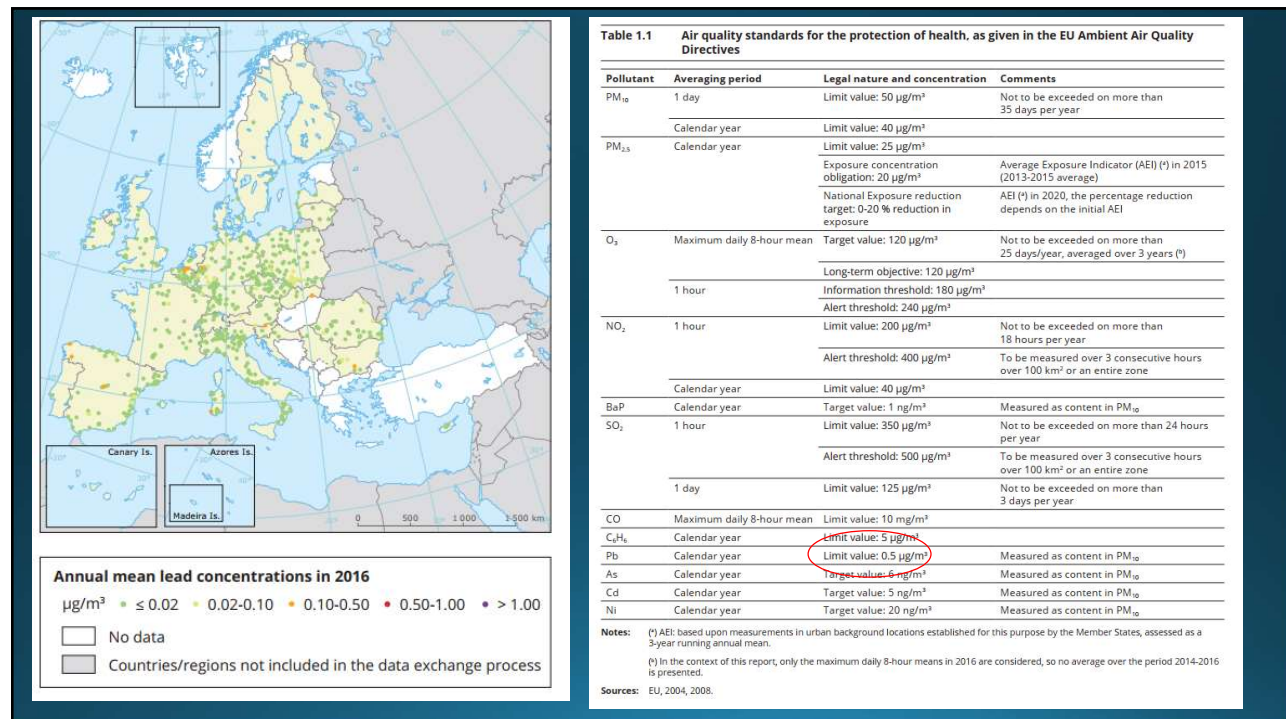 Canary Is.
Azores Is.
Madeira Is.
0 500 1 000 1 500 km
Annual mean lead concentrations in 2016
µg/m³ ≤ 0.02 0.02-0.10 0.10-0.50 0.50-1.00 > 1.00
No data
Countries/regions not included in the data exchange process
Table 1.1 Air quality standards for the protection of health, as given in the EU Ambient Air Quality
Directives
Pollutant Averaging period Legal nature and concentration Comments
PM₁₀ 1 day Limit value: 50 µg/m³ Not to be exceeded on more than
35 days per year
Calendar year Limit value: 40 µg/m³
PM₂.₅ Calendar year Limit value: 25 µg/m³
Exposure concentration Average Exposure Indicator (AEI) (ᵃ) in 2015
obligation: 20 µg/m³ (2013-2015 average)
National Exposure reduction AEI (ᵃ) in 2020, the percentage reduction
target: 0-20 % reduction in depends on the initial AEI
exposure
O₃ Maximum daily 8-hour mean Target value: 120 µg/m³ Not to be exceeded on more than
25 days/year, averaged over 3 years (ᵇ)
Long-term objective: 120 µg/m³
1 hour Information threshold: 180 µg/m³
Alert threshold: 240 µg/m³
NO₂ 1 hour Limit value: 200 µg/m³ Not to be exceeded on more than
18 hours per year
Alert threshold: 400 µg/m³ To be measured over 3 consecutive hours
over 100 km² or an entire zone
Calendar year Limit value: 40 µg/m³
BaP Calendar year Target value: 1 ng/m³ Measured as content in PM₁₀
SO₂ 1 hour Limit value: 350 µg/m³ Not to be exceeded on more than 24 hours
per year
Alert threshold: 500 µg/m³ To be measured over 3 consecutive hours
over 100 km² or an entire zone
1 day Limit value: 125 µg/m³ Not to be exceeded on more than
3 days per year
CO Maximum daily 8-hour mean Limit value: 10 mg/m³
C₆H₆ Calendar year Limit value: 5 µg/m³
Pb Calendar year Limit value: 0.5 µg/m³ Measured as content in PM₁₀
As Calendar year Target value: 6 ng/m³ Measured as content in PM₁₀
Cd Calendar year Target value: 5 ng/m³ Measured as content in PM₁₀
Ni Calendar year Target value: 20 ng/m³ Measured as content in PM₁₀
Notes: (ᵃ) AEI: based upon measurements in urban background locations established for this purpose by the Member States, assessed as a
3-year running annual mean.
(ᵇ) In the context of this report, only the maximum daily 8-hour means in 2016 are considered, so no average over the period 2014-2016
is presented.
Sources: EU, 2004, 2008.